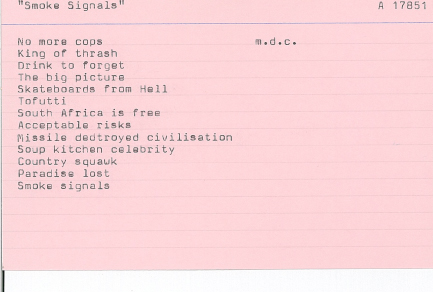 "Smoke Signals" A 17851
No more cops m.d.c.
King of thrash
Drink to forget
The big picture
Skateboards from Hell
Tofutti
South Africa is free
Acceptable risks
Missile dedtroyed civilisation
Soup kitchen celebrity
Country squawk
Paradise lost
Smoke signals